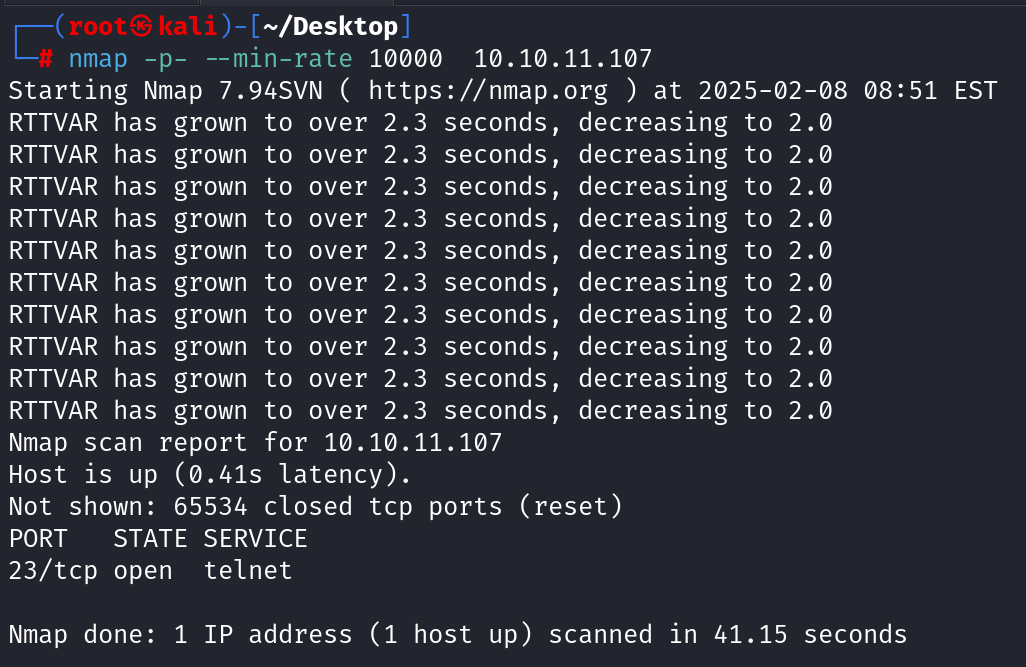 ┌──(root㉿kali)-[~/Desktop]
└─# nmap -p- --min-rate 10000  10.10.11.107
Starting Nmap 7.94SVN ( https://nmap.org ) at 2025-02-08 08:51 EST
RTTVAR has grown to over 2.3 seconds, decreasing to 2.0
RTTVAR has grown to over 2.3 seconds, decreasing to 2.0
RTTVAR has grown to over 2.3 seconds, decreasing to 2.0
RTTVAR has grown to over 2.3 seconds, decreasing to 2.0
RTTVAR has grown to over 2.3 seconds, decreasing to 2.0
RTTVAR has grown to over 2.3 seconds, decreasing to 2.0
RTTVAR has grown to over 2.3 seconds, decreasing to 2.0
RTTVAR has grown to over 2.3 seconds, decreasing to 2.0
RTTVAR has grown to over 2.3 seconds, decreasing to 2.0
RTTVAR has grown to over 2.3 seconds, decreasing to 2.0
Nmap scan report for 10.10.11.107
Host is up (0.41s latency).
Not shown: 65534 closed tcp ports (reset)
PORT   STATE SERVICE
23/tcp open  telnet
Nmap done: 1 IP address (1 host up) scanned in 41.15 seconds